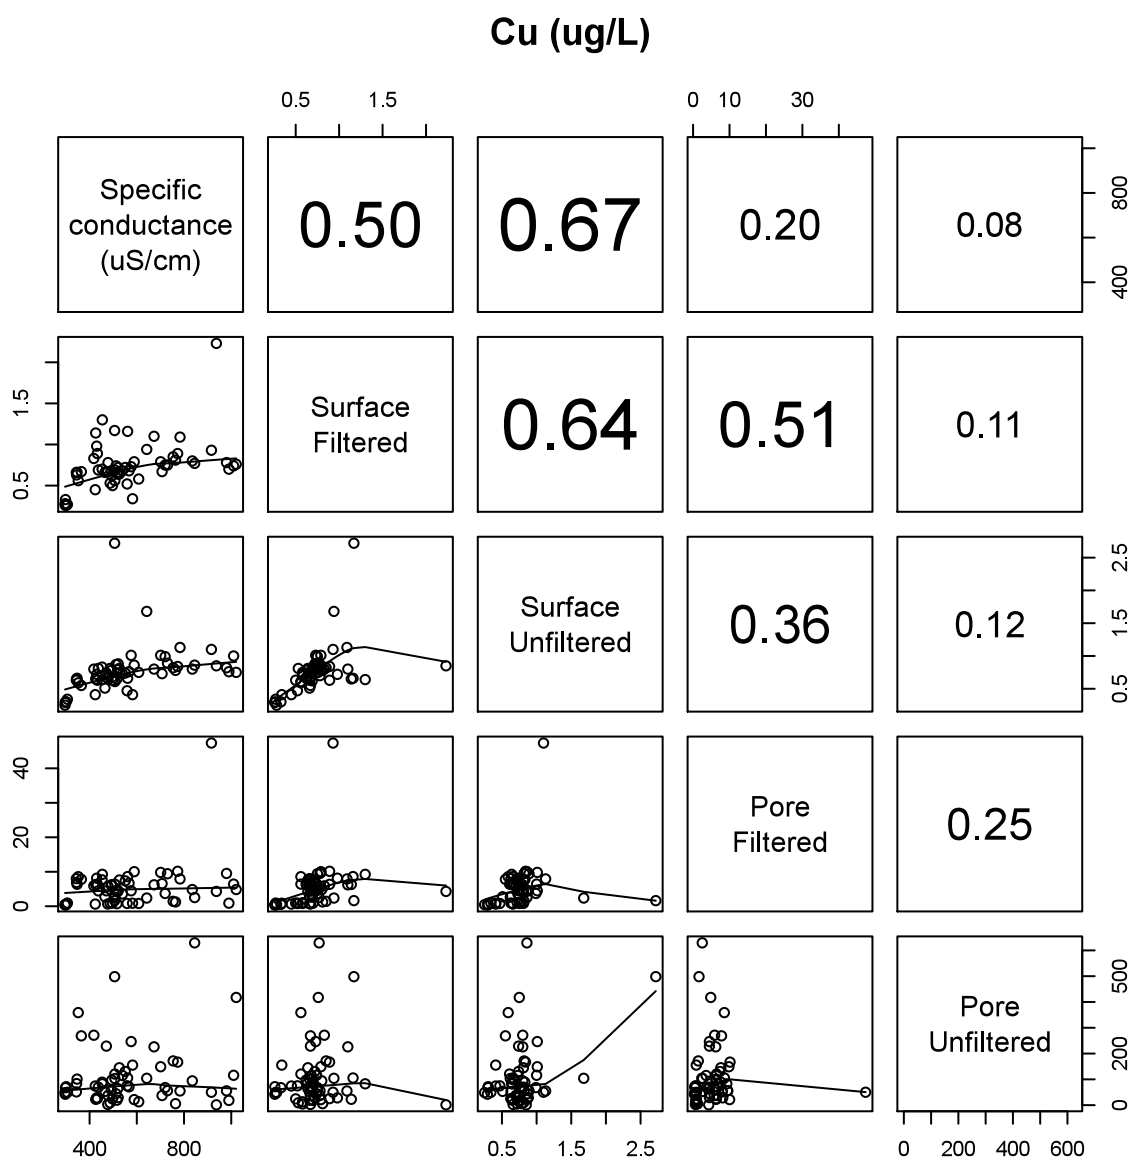 Cu (ug/L)
0.5 1.5 0 10 30
Specific
conductance
(uS/cm)
0.50 0.67 0.20 0.08
400 800
0.5 1.5
Surface
Filtered
0.64 0.51 0.11
Surface
Unfiltered
0.36 0.12
0.5 1.5 2.5
0 20 40
Pore
Filtered
0.25
Pore
Unfiltered
0 200 500
400 800 0.5 1.5 2.5 0 200 400 600